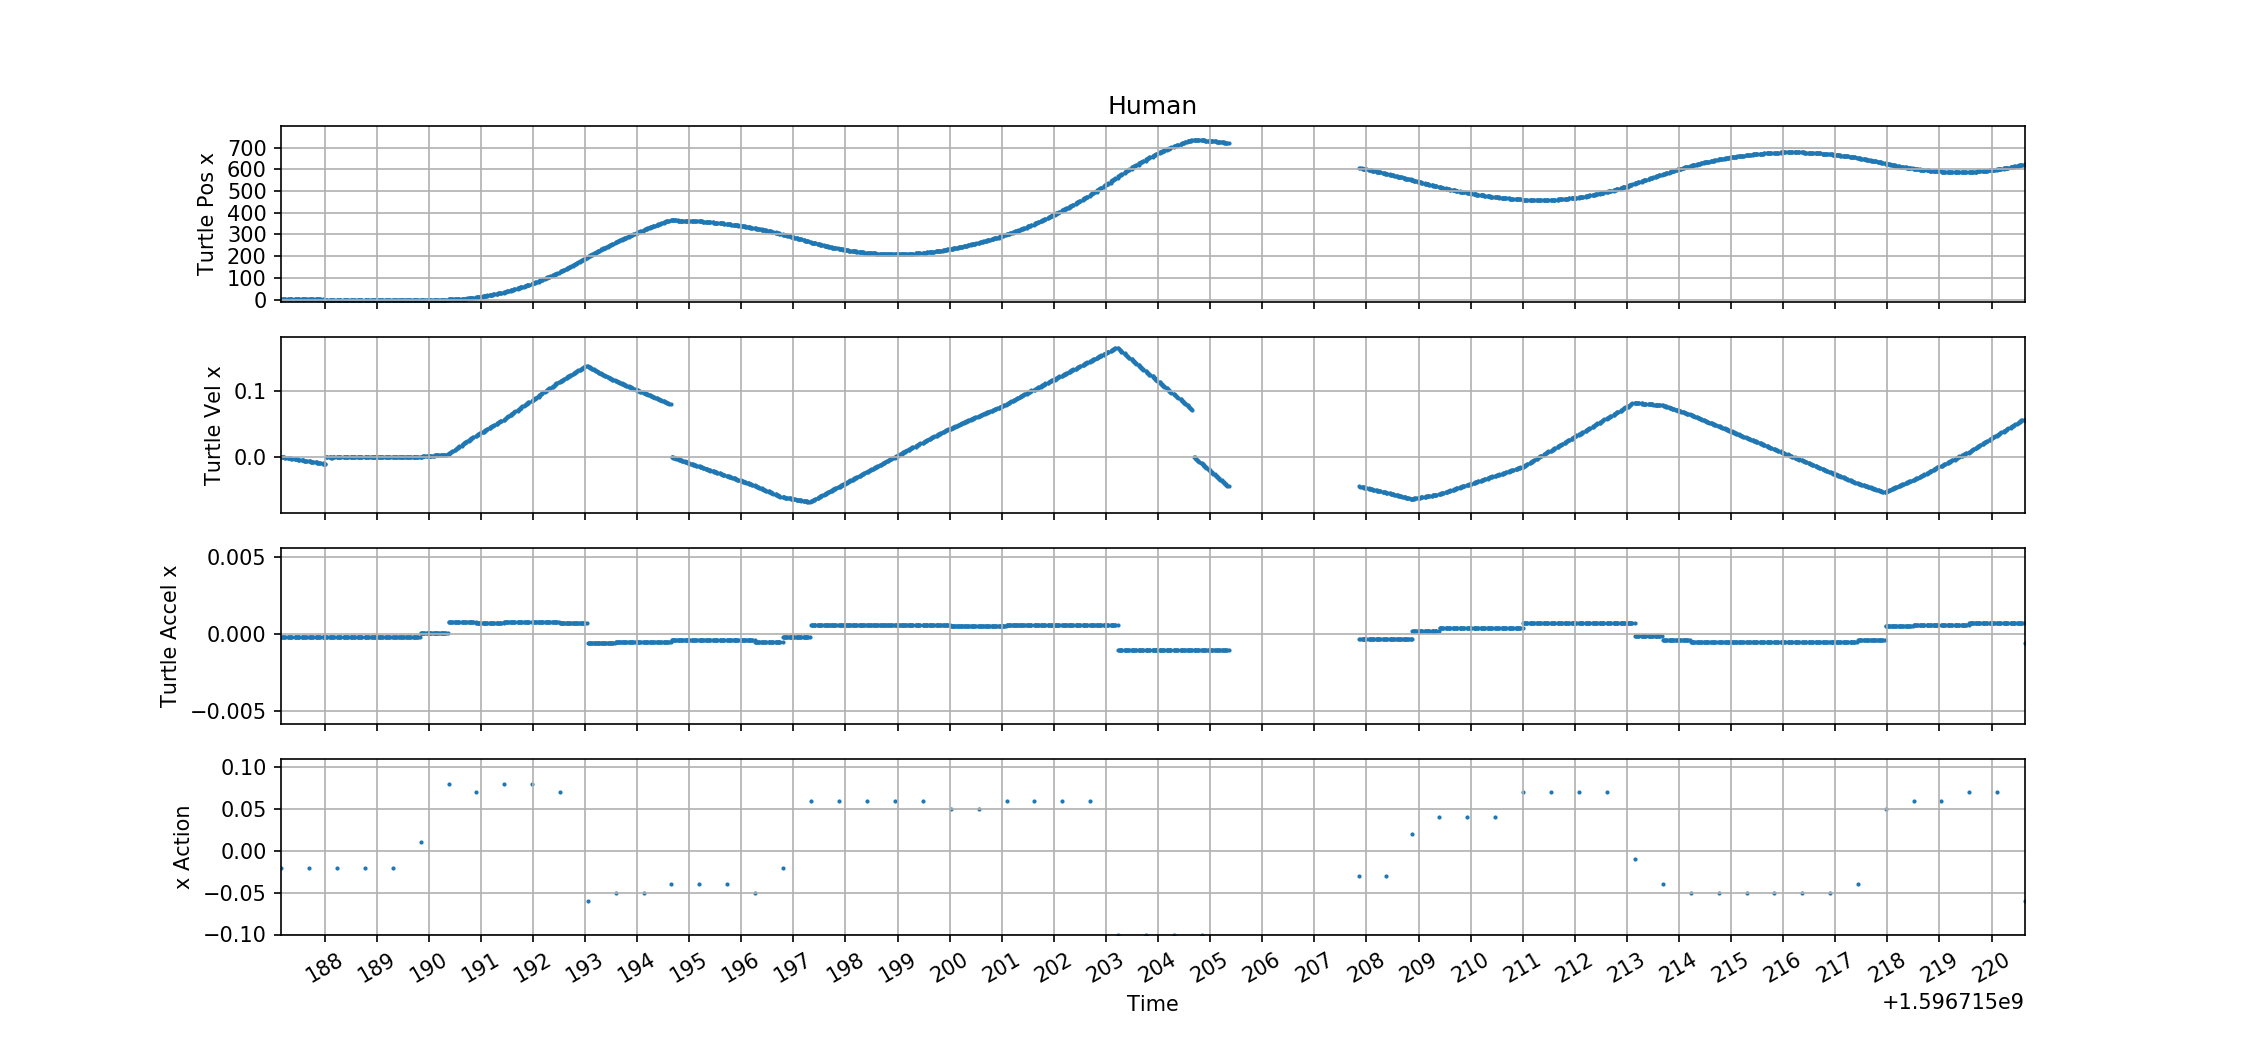 Human
Turtle Pos x
700
600
500
400
300
200
100
0
Turtle Vel x
0.1
0.0
Turtle Accel x
0.005
0.000
−0.005
x Action
0.10
0.05
0.00
−0.05
−0.10
188 189 190 191 192 193 194 195 196 197 198 199 200 201 202 203 204 205 206 207 208 209 210 211 212 213 214 215 216 217 218 219 220
Time
+1.596715e9